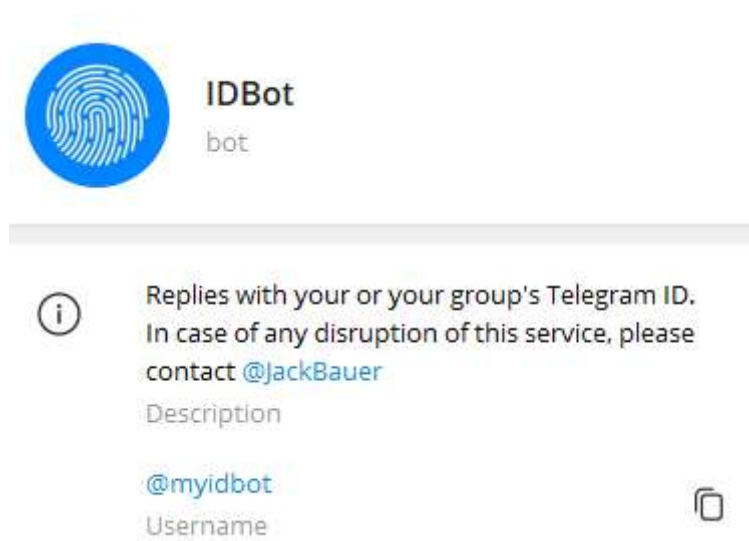 IDBot
bot
Replies with your or your group's Telegram ID.
In case of any disruption of this service, please
contact @JackBauer
Description
@myidbot
Username